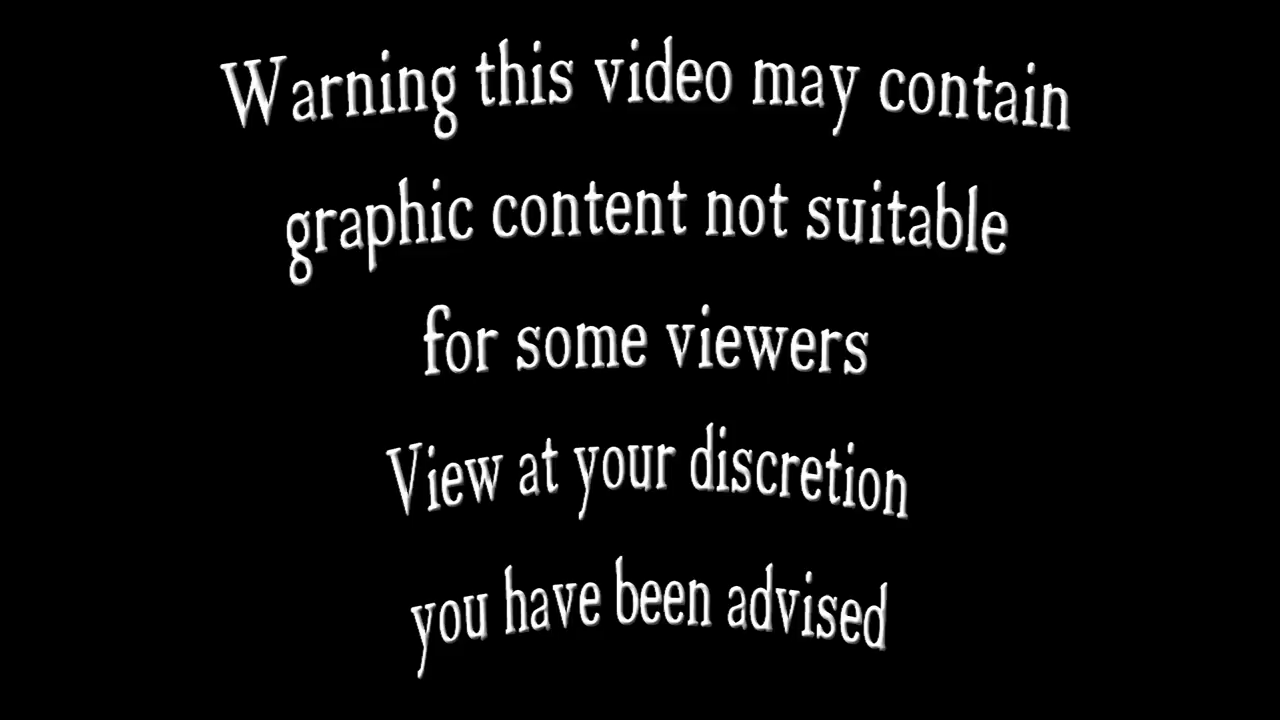 Warning this video may contain
graphic content not suitable
for some viewers
View at your discretion
you have been advised